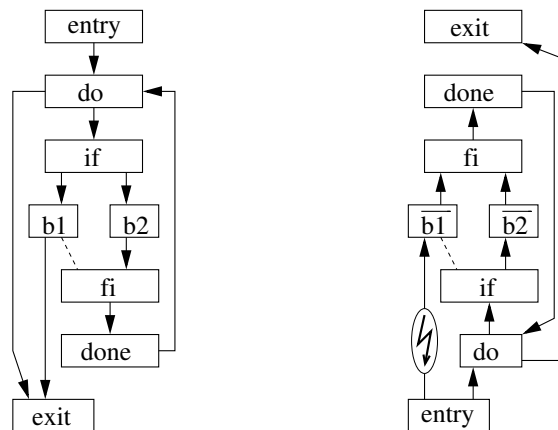 entry
do
if
b1
b2
fi
done
exit
exit
done
fi
b1
b2
if
do
entry